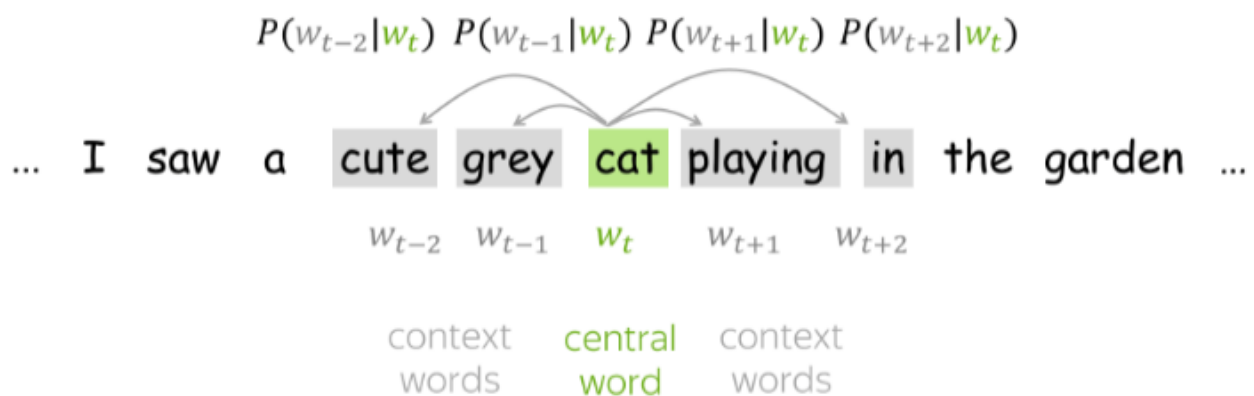 P(w_{t−2}|w_t) P(w_{t−1}|w_t) P(w_{t+1}|w_t) P(w_{t+2}|w_t)
... I saw a cute grey cat playing in the garden ...
w_{t−2} w_{t−1} w_t w_{t+1} w_{t+2}
context central context
words word words